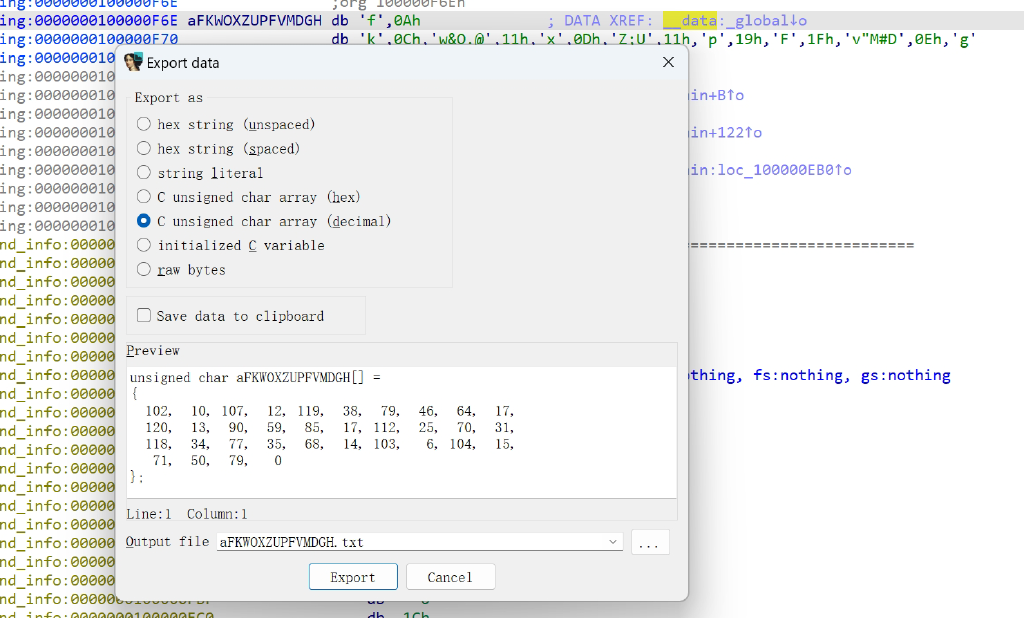 ing:0000000100000F6E ;org 100000F6Eh
ing:0000000100000F6E aFKWOXZUPFVMDGH db 'f',0Ah ; DATA XREF: __data:_global↓o
ing:0000000100000F70 db 'k',0Ch,'w&O.@',11h,'x',0Dh,'Z;U',11h,'p',19h,'F',1Fh,'v"M#D',0Eh,'g'
ing:000000010
Export data
ing:000000010
Export as
ing:000000010 in+B↑o
hex string (unspaced)
ing:000000010
ing:000000010 in+122↑o
hex string (spaced)
ing:000000010
ing:000000010 in:loc_100000EB0↑o
string literal
ing:000000010
C unsigned char array (hex)
ing:000000010
C unsigned char array (decimal)
ing:000000010
nd_info:00000 =========================
initialized C variable
nd_info:00000
raw bytes
nd_info:00000
nd_info:00000
nd_info:00000
Save data to clipboard
nd_info:00000
nd_info:00000
Preview
nd_info:00000
nd_info:00000 thing, fs:nothing, gs:nothing
unsigned char aFKWOXZUPFVMDGH[] =
{
nd_info:00000
102, 10, 107, 12, 119, 38, 79, 46, 64, 17,
nd_info:00000
120, 13, 90, 59, 85, 17, 112, 25, 70, 31,
nd_info:00000
118, 34, 77, 35, 68, 14, 103, 6, 104, 15,
nd_info:00000
71, 50, 79, 0
nd_info:00000
};
nd_info:00000
nd_info:00000
Line:1 Column:1
nd_info:00000
Output file aFKWOXZUPFVMDGH.txt ...
nd_info:00000
nd_info:00000
Export Cancel
nd_info:00000
nd_info:0000000100000FBF db 0
nd_info:0000000100000FC0 db 1Ch